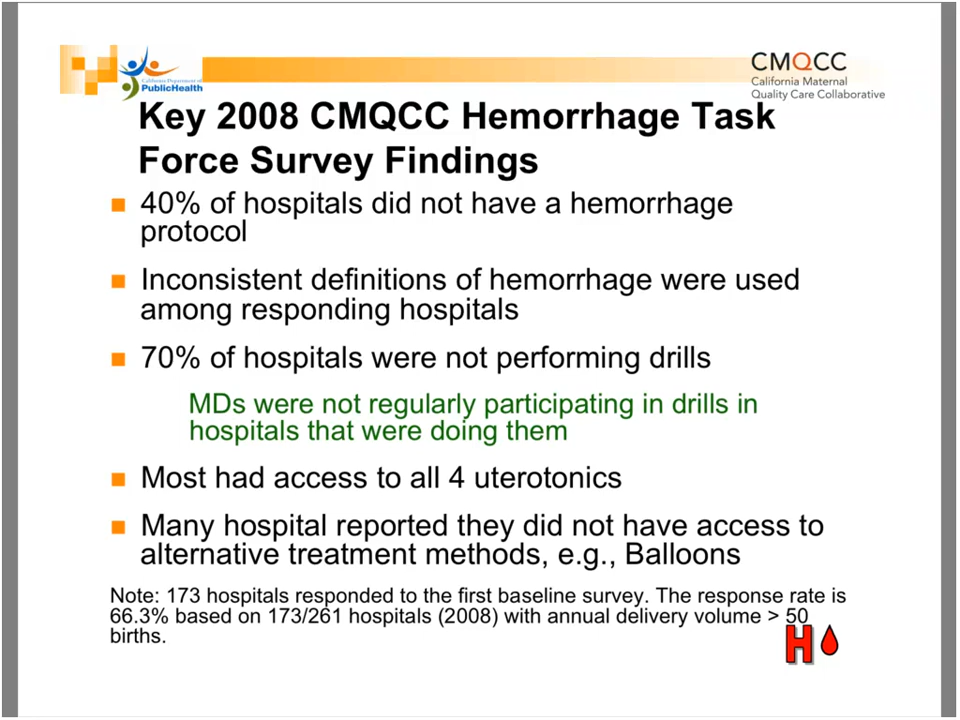 California Department of
PublicHealth
CMQCC
California Maternal
Quality Care Collaborative
Key 2008 CMQCC Hemorrhage Task
Force Survey Findings
40% of hospitals did not have a hemorrhage
protocol
Inconsistent definitions of hemorrhage were used
among responding hospitals
70% of hospitals were not performing drills
MDs were not regularly participating in drills in
hospitals that were doing them
Most had access to all 4 uterotonics
Many hospital reported they did not have access to
alternative treatment methods, e.g., Balloons
Note: 173 hospitals responded to the first baseline survey. The response rate is
66.3% based on 173/261 hospitals (2008) with annual delivery volume > 50
births.
H